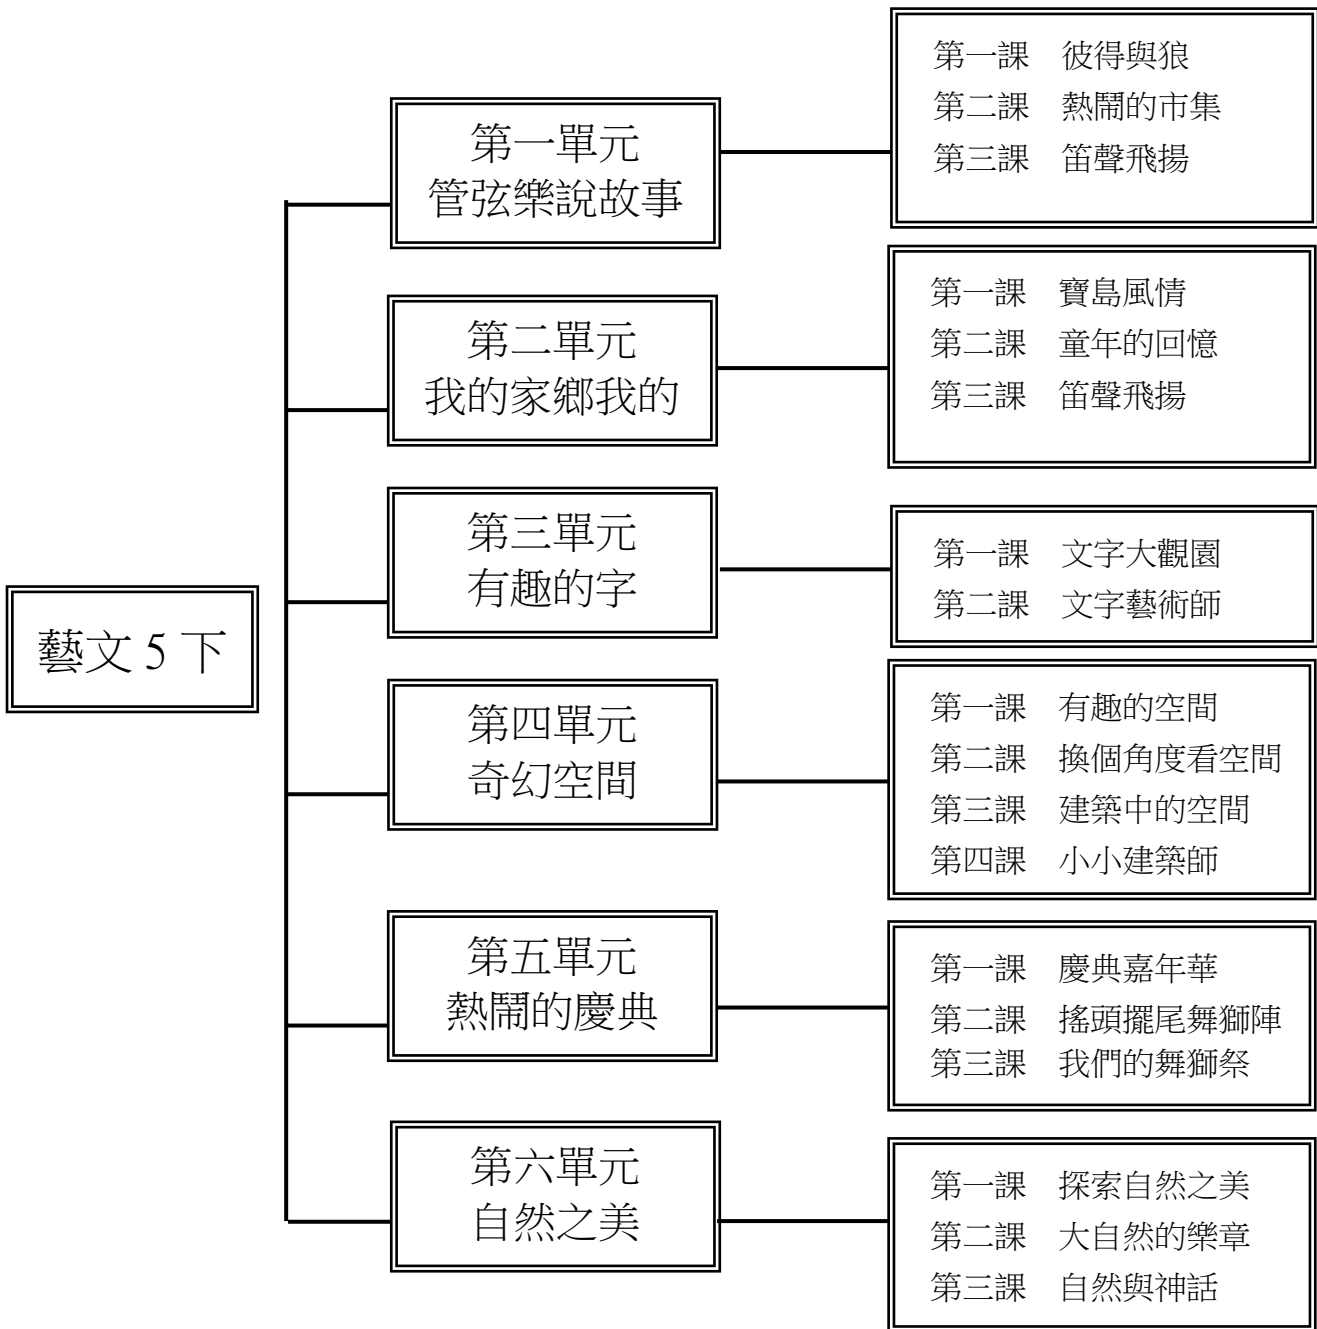 藝文 5 下
第一單元
管弦樂說故事
第一課 彼得與狼
第二課 熱鬧的市集
第三課 笛聲飛揚
第二單元
我的家鄉我的
第一課 寶島風情
第二課 童年的回憶
第三課 笛聲飛揚
第三單元
有趣的字
第一課 文字大觀園
第二課 文字藝術師
第四單元
奇幻空間
第一課 有趣的空間
第二課 換個角度看空間
第三課 建築中的空間
第四課 小小建築師
第五單元
熱鬧的慶典
第一課 慶典嘉年華
第二課 搖頭擺尾舞獅陣
第三課 我們的舞獅祭
第六單元
自然之美
第一課 探索自然之美
第二課 大自然的樂章
第三課 自然與神話